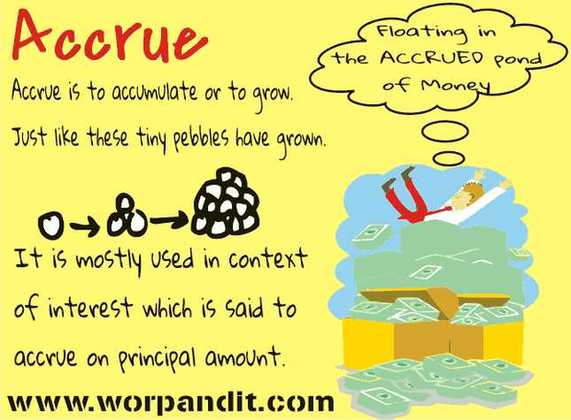 Accrue
Accrue is to accumulate or to grow.
Just like these tiny pebbles have grown.
It is mostly used in context
of interest which is said to
accrue on principal amount.
www.worpandit.com
Floating in
the ACCRUED pond
of Money